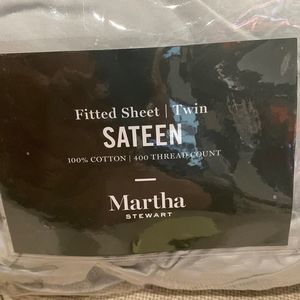 Fitted Sheet | Twin
SATEEN
100% COTTON | 400 THREAD COUNT
Martha
STEWART